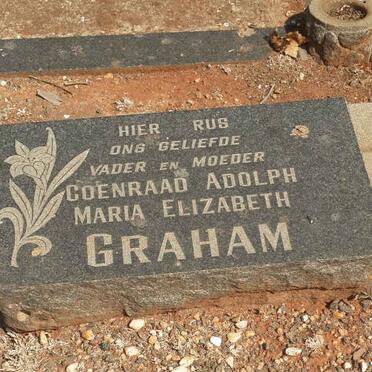 HIER RUS
ONS GELIEFDE
VADER EN MOEDER
COENRAAD ADOLPH
MARIA ELIZABETH
GRAHAM